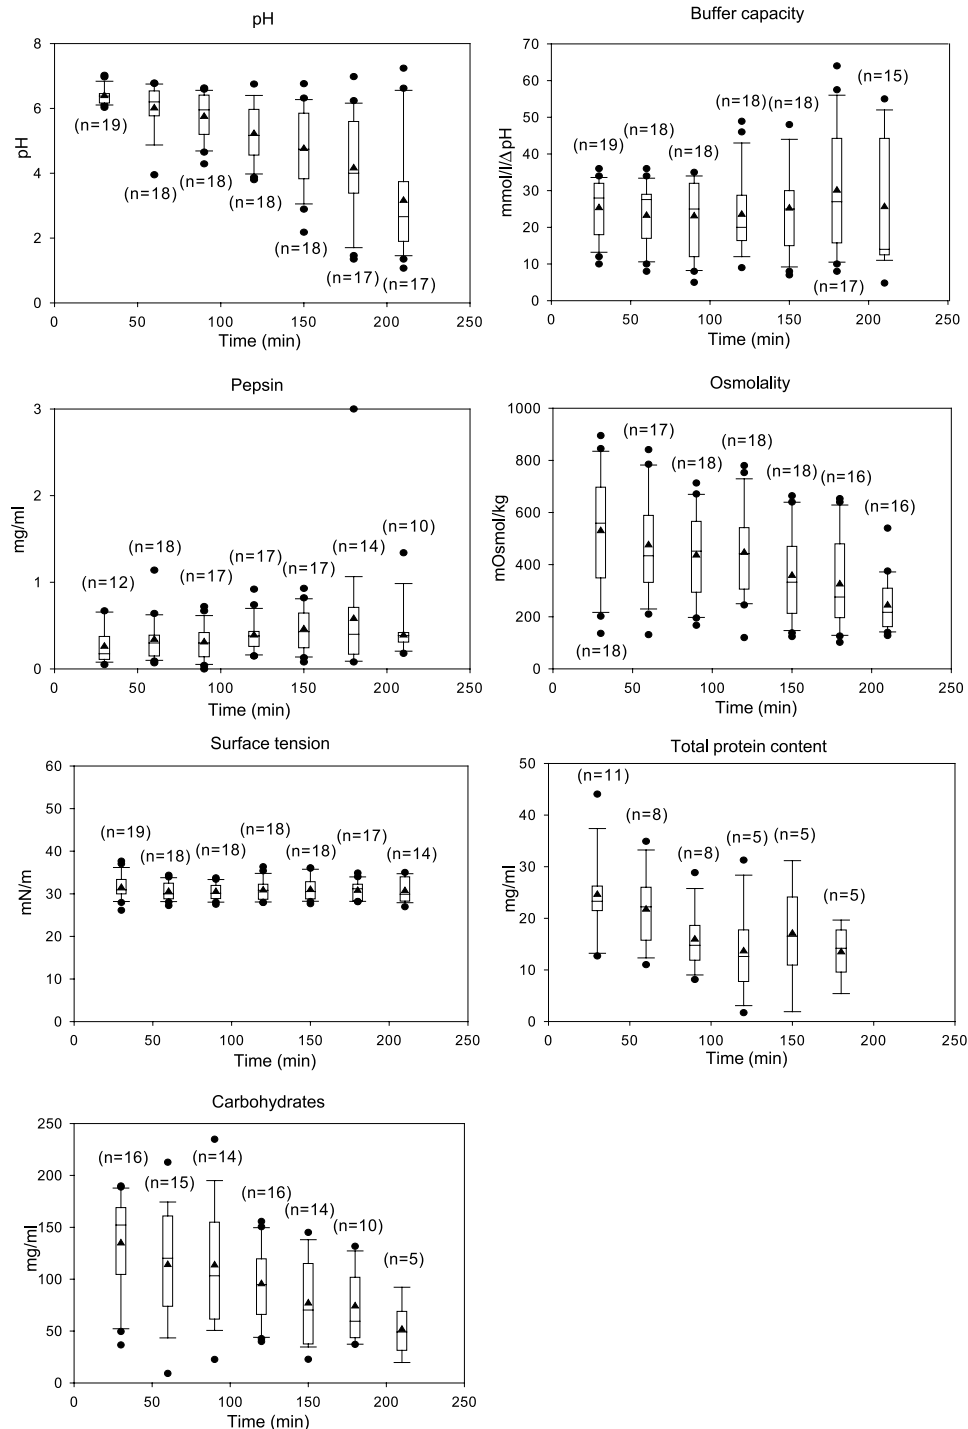 pH
pH
8
6
4
2
0
(n=19)
(n=18)
(n=18)
(n=18)
(n=18)
(n=17)
(n=17)
0 50 100 150 200 250
Time (min)
Buffer capacity
mmol/l/ΔpH
70
60
50
40
30
20
10
0
(n=19)
(n=18)
(n=18)
(n=18)
(n=18)
(n=17)
(n=15)
0 50 100 150 200 250
Time (min)
Pepsin
mg/ml
3
2
1
0
(n=12)
(n=18)
(n=17)
(n=17)
(n=17)
(n=14)
(n=10)
0 50 100 150 200 250
Time (min)
Osmolality
mOsmol/kg
1000
800
600
400
200
0
(n=18)
(n=17)
(n=18)
(n=18)
(n=18)
(n=16)
(n=16)
0 50 100 150 200 250
Time (min)
Surface tension
mN/m
60
50
40
30
20
10
0
(n=19)
(n=18)
(n=18)
(n=18)
(n=18)
(n=17)
(n=14)
0 50 100 150 200 250
Time (min)
Total protein content
mg/ml
50
40
30
20
10
0
(n=11)
(n=8)
(n=8)
(n=5)
(n=5)
(n=5)
0 50 100 150 200 250
Time (min)
Carbohydrates
mg/ml
250
200
150
100
50
0
(n=16)
(n=15)
(n=14)
(n=16)
(n=14)
(n=10)
(n=5)
0 50 100 150 200 250
Time (min)